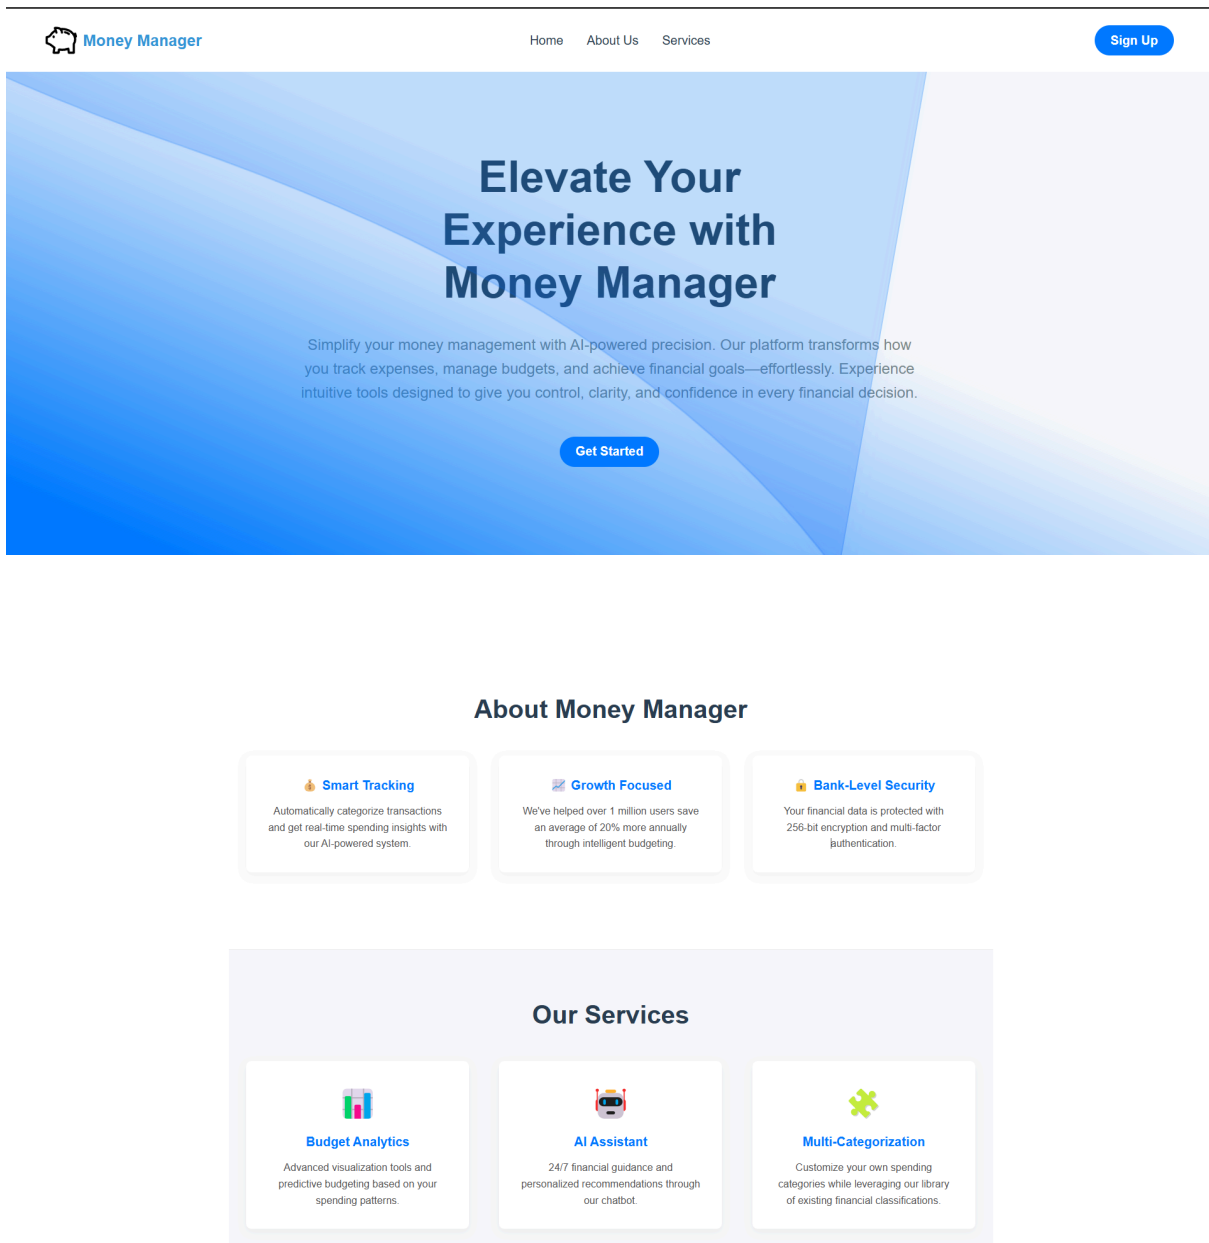 Money Manager
Home
About Us
Services
Sign Up
Elevate Your
Experience with
Money Manager
Simplify your money management with AI-powered precision. Our platform transforms how
you track expenses, manage budgets, and achieve financial goals—effortlessly. Experience
intuitive tools designed to give you control, clarity, and confidence in every financial decision.
Get Started
About Money Manager
Smart Tracking
Automatically categorize transactions
and get real-time spending insights with
our AI-powered system.
Growth Focused
We've helped over 1 million users save
an average of 20% more annually
through intelligent budgeting.
Bank-Level Security
Your financial data is protected with
256-bit encryption and multi-factor
authentication.
Our Services
Budget Analytics
Advanced visualization tools and
predictive budgeting based on your
spending patterns.
AI Assistant
24/7 financial guidance and
personalized recommendations through
our chatbot.
Multi-Categorization
Customize your own spending
categories while leveraging our library
of existing financial classifications.